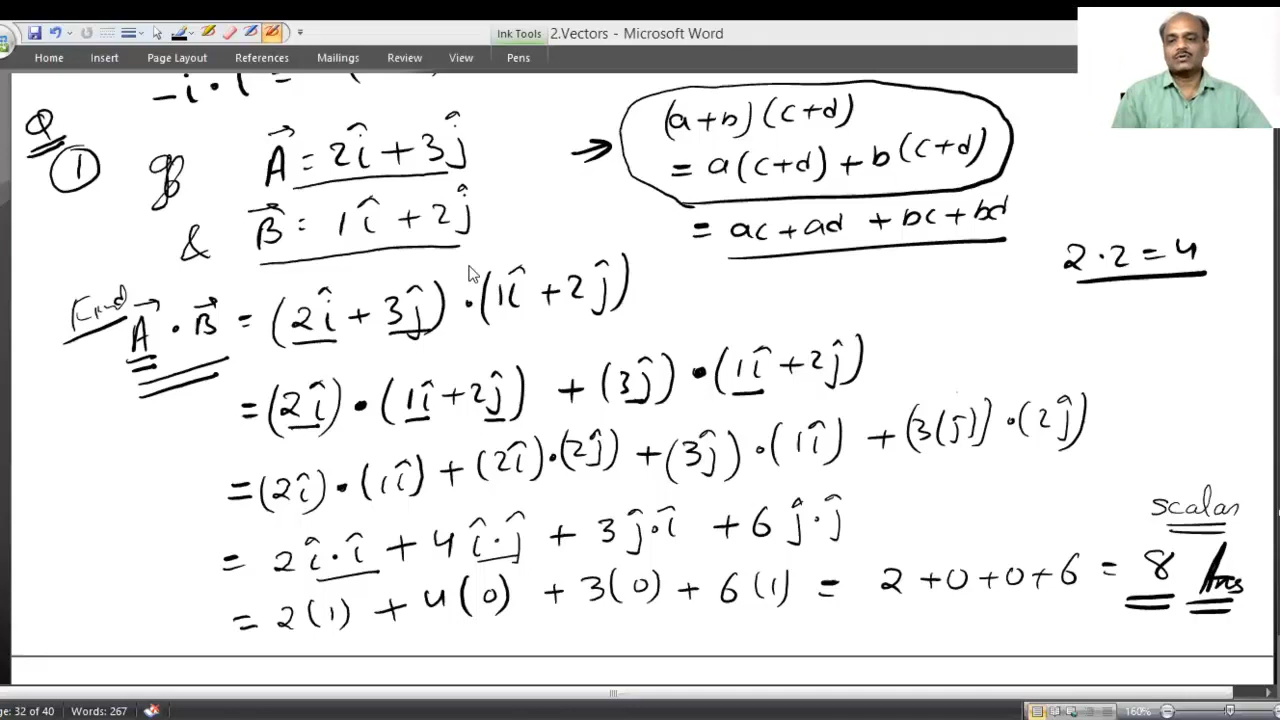 Ink Tools 2.Vectors - Microsoft Word
Home Insert Page Layout References Mailings Review View Pens
-i·i =
Q
① If A⃗ = 2î + 3ĵ
& B⃗ = 1î + 2ĵ
→ (a+b)(c+d)
= a(c+d) + b(c+d)
= ac + ad + bc + bd
2·2=4
Find A⃗ · B⃗ = (2î + 3ĵ) · (1î + 2ĵ)
= (2î) · (1î + 2ĵ) + (3ĵ) · (1î + 2ĵ)
= (2î) · (1î) + (2î) · (2ĵ) + (3ĵ) · (1î) + (3(ĵ)) · (2ĵ)
= 2î·î + 4î·ĵ + 3ĵ·î + 6ĵ·ĵ
scalar
= 2(1) + 4(0) + 3(0) + 6(1) = 2+0+0+6 = 8 Ans
ge: 32 of 40 Words: 267 160%